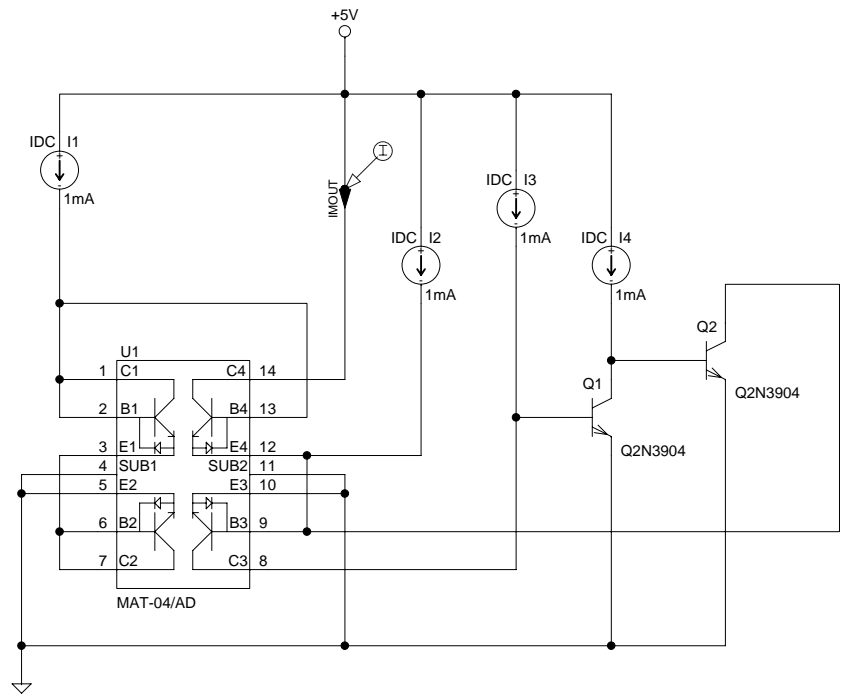 +5V
IDC I1
1mA
I
IMOUT
IDC I2
1mA
IDC I3
1mA
IDC I4
1mA
Q2
Q2N3904
Q1
Q2N3904
U1
1 C1 C4 14
2 B1 B4 13
3 E1 E4 12
4 SUB1 SUB2 11
5 E2 E3 10
6 B2 B3 9
7 C2 C3 8
MAT-04/AD